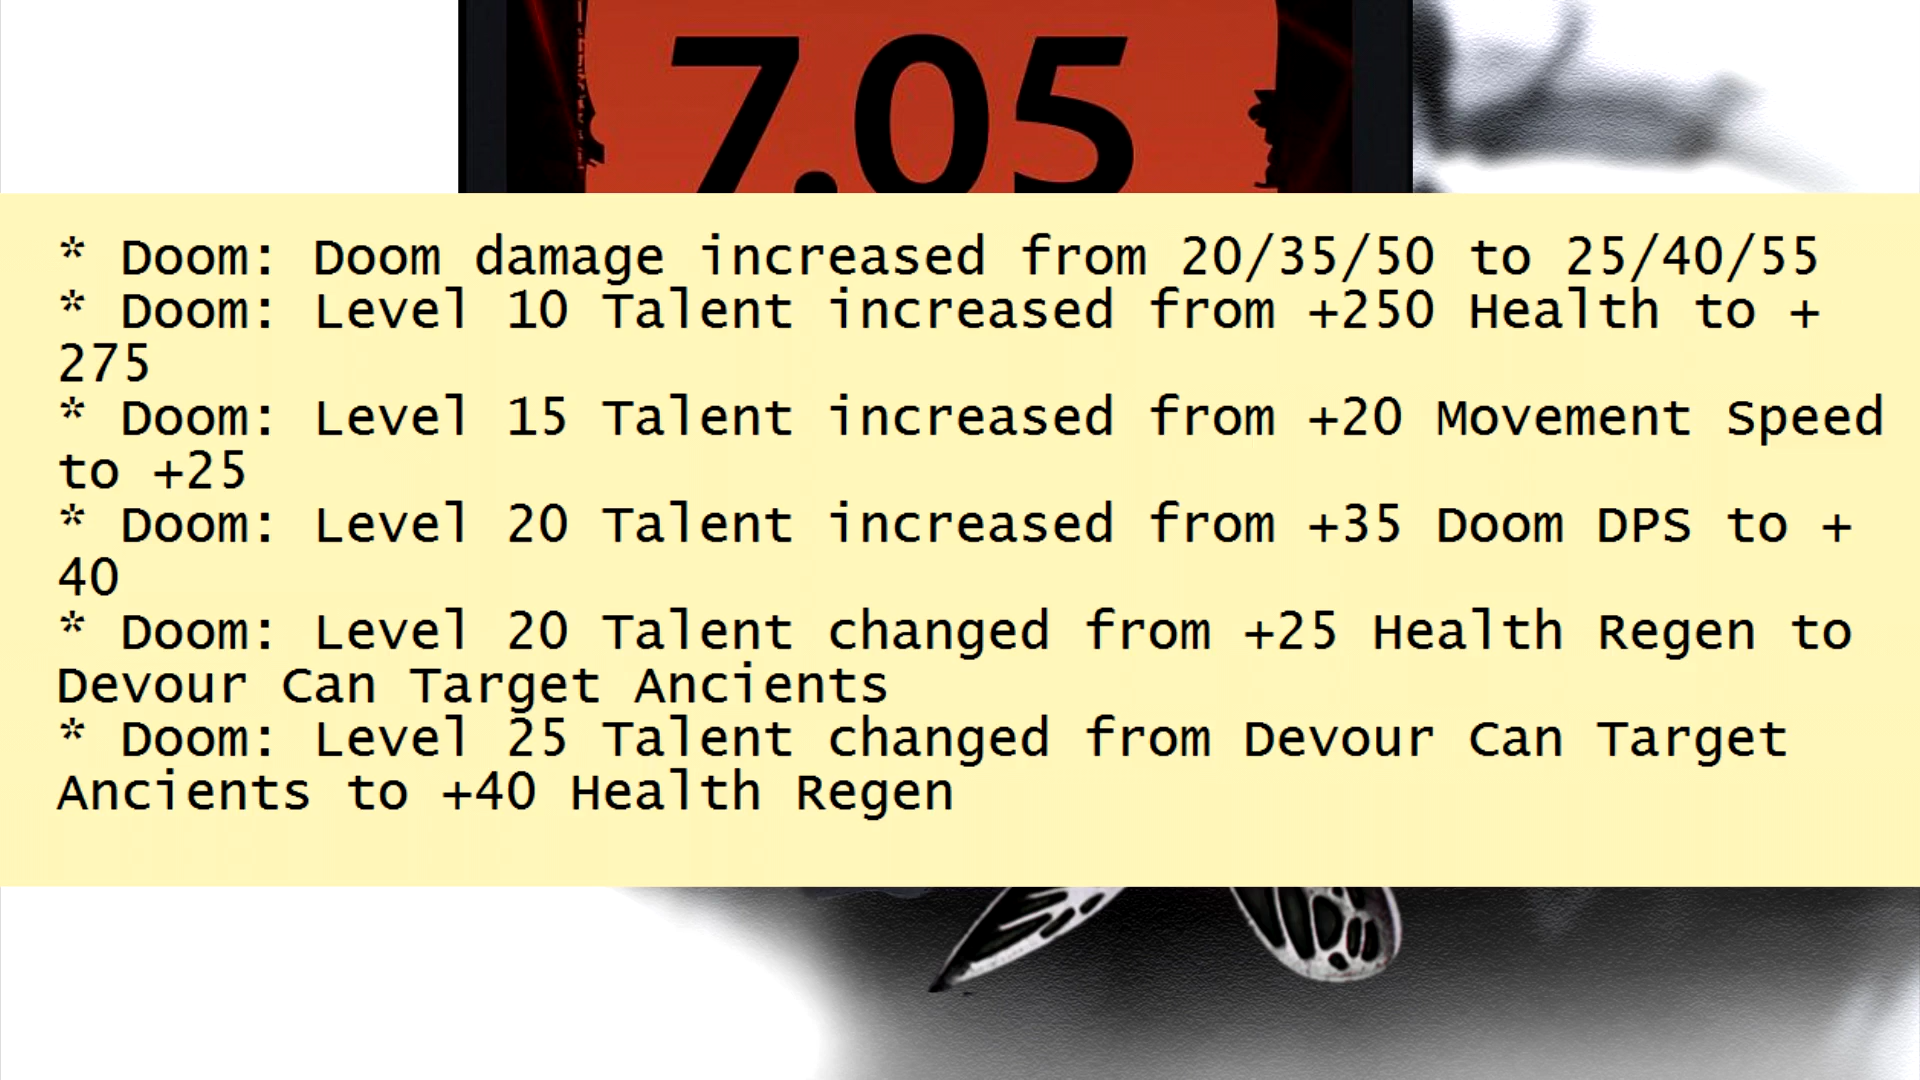 7.05
* Doom: Doom damage increased from 20/35/50 to 25/40/55
* Doom: Level 10 Talent increased from +250 Health to +
275
* Doom: Level 15 Talent increased from +20 Movement Speed
to +25
* Doom: Level 20 Talent increased from +35 Doom DPS to +
40
* Doom: Level 20 Talent changed from +25 Health Regen to
Devour Can Target Ancients
* Doom: Level 25 Talent changed from Devour Can Target
Ancients to +40 Health Regen